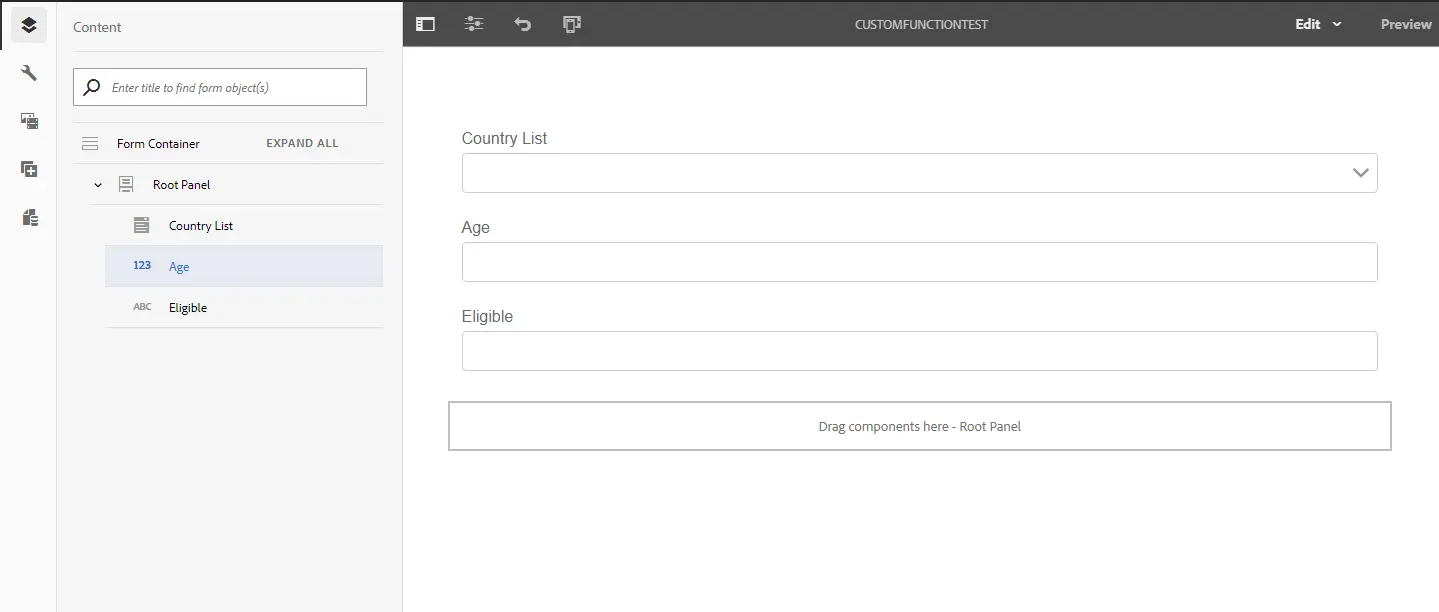 Content
Enter title to find form object(s)
Form Container EXPAND ALL
Root Panel
Country List
123 Age
ABC Eligible
CUSTOMFUNCTIONTEST
Edit Preview
Country List
Age
Eligible
Drag components here - Root Panel